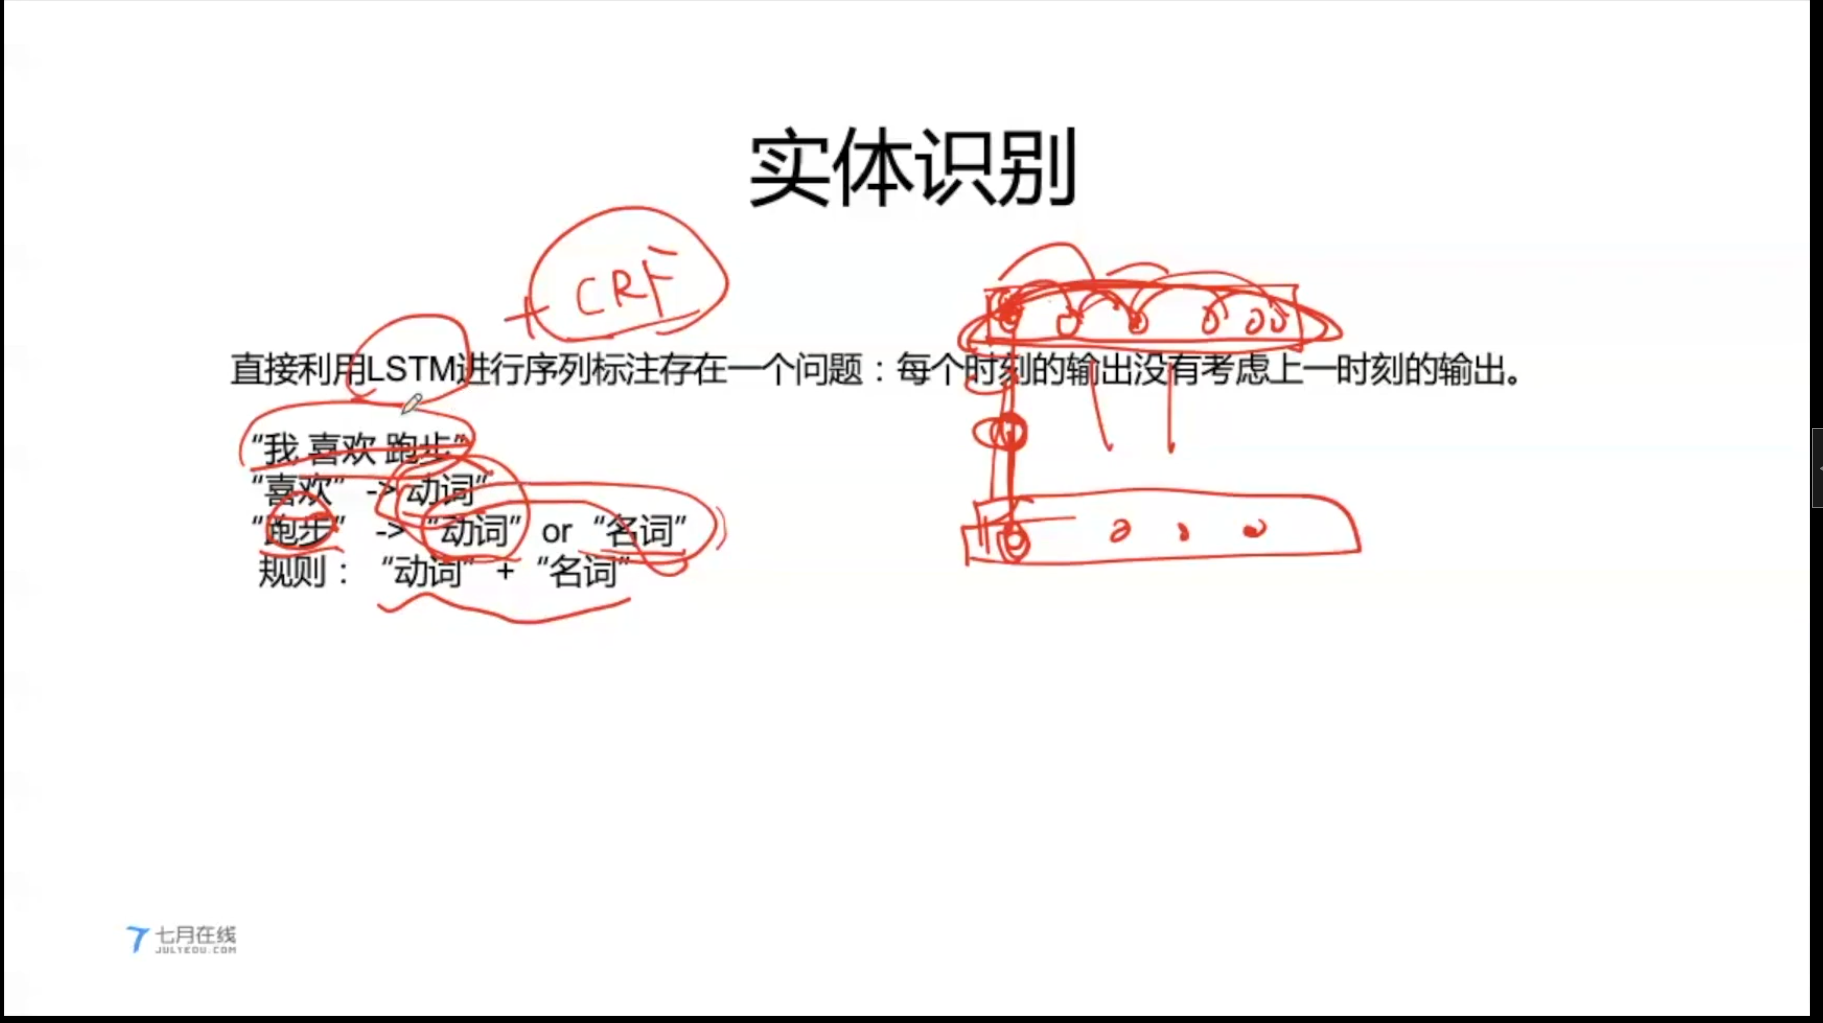 实体识别
+ CRF
直接利用LSTM进行序列标注存在一个问题：每个时刻的输出没有考虑上一时刻的输出。
“我 喜欢 跑步”
“喜欢” -> 动词”
“跑步” -> “动词” or “名词”
规则： “动词” + “名词”
七月在线
JULYEDU.COM